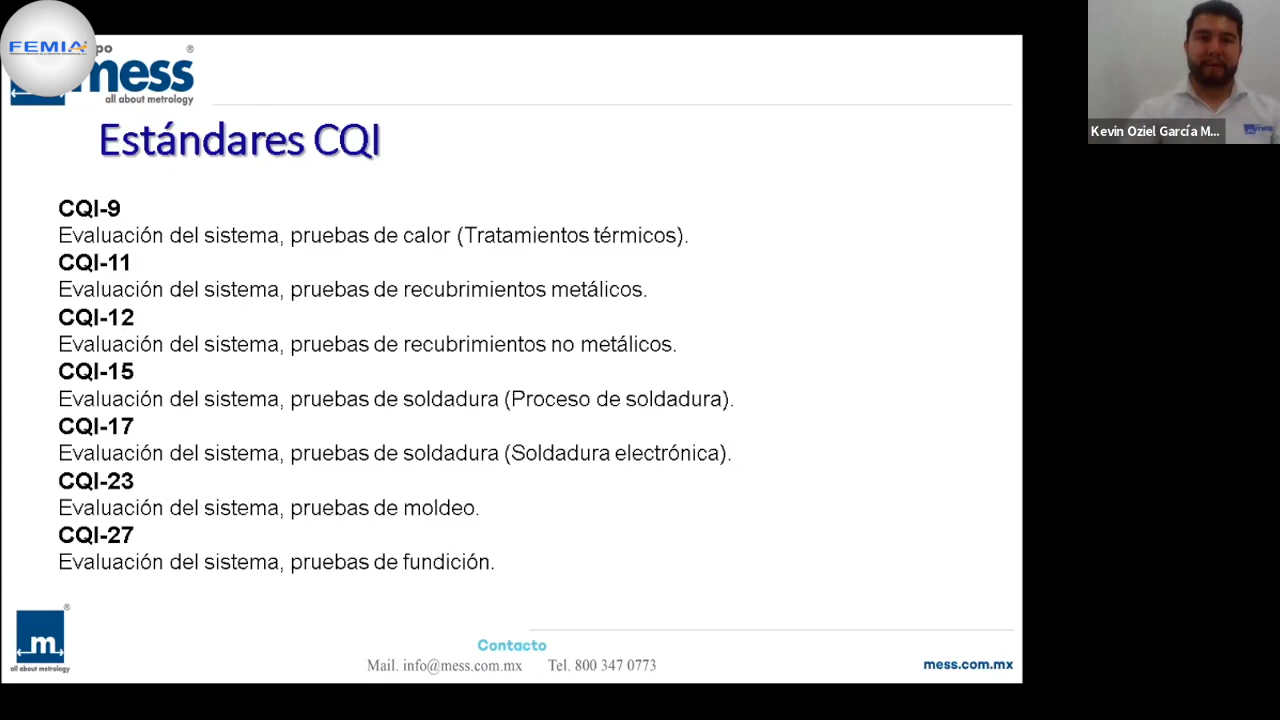 FEMIA
po
mess
®
all about metrology
Kevin Oziel García M...
mess
Estándares CQI
CQI-9
Evaluación del sistema, pruebas de calor (Tratamientos térmicos).
CQI-11
Evaluación del sistema, pruebas de recubrimientos metálicos.
CQI-12
Evaluación del sistema, pruebas de recubrimientos no metálicos.
CQI-15
Evaluación del sistema, pruebas de soldadura (Proceso de soldadura).
CQI-17
Evaluación del sistema, pruebas de soldadura (Soldadura electrónica).
CQI-23
Evaluación del sistema, pruebas de moldeo.
CQI-27
Evaluación del sistema, pruebas de fundición.
m ®
all about metrology
Contacto
Mail. info@mess.com.mx Tel. 800 347 0773
mess.com.mx